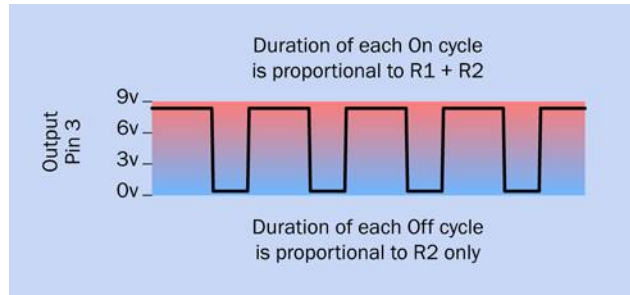 Duration of each On cycle
is proportional to R1 + R2
Output
Pin 3
9v
6v
3v
0v
Duration of each Off cycle
is proportional to R2 only